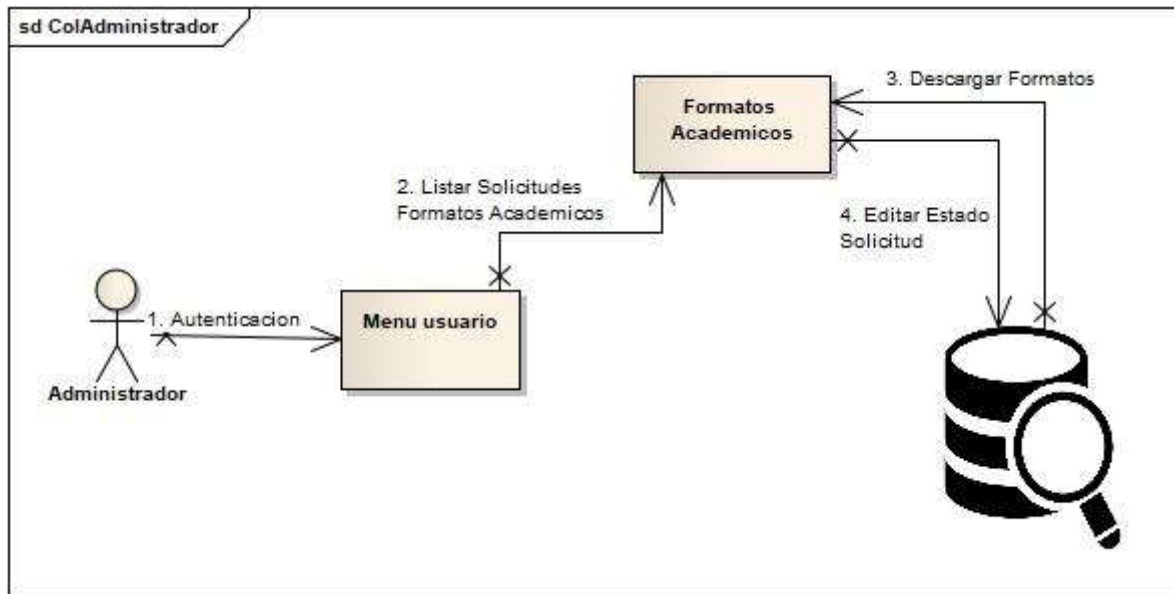 sd ColAdministrador
3. Descargar Formatos
Formatos
Academicos
2. Listar Solicitudes
Formatos Academicos
4. Editar Estado
Solicitud
1. Autenticacion
Menu usuario
Administrador